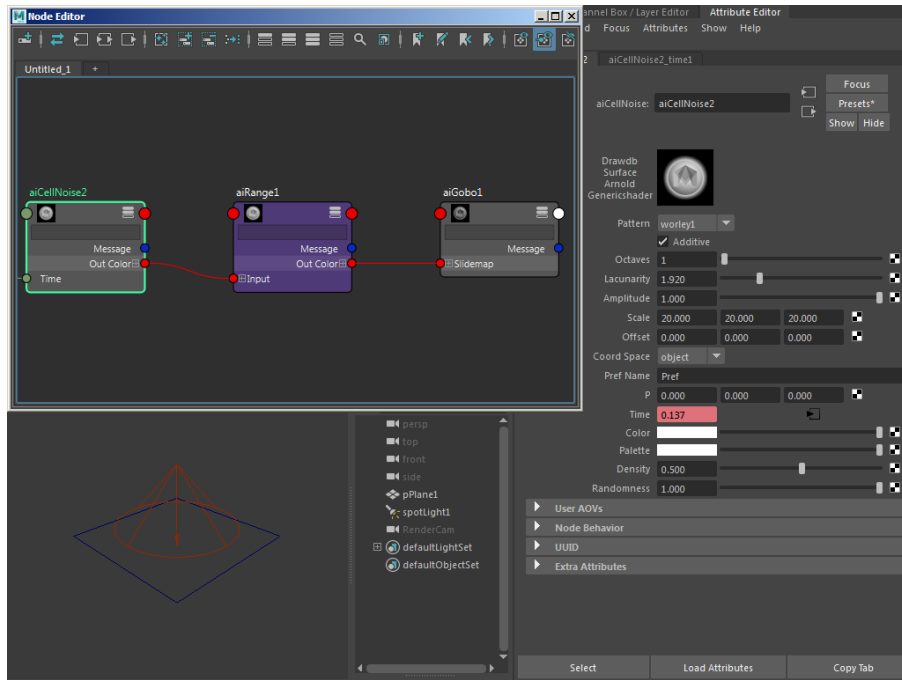 Node Editor
Untitled_1 +
aiCellNoise2
Message
Out Color
Time
aiRange1
Message
Out Color
Input
aiGobo1
Message
Slidemap
persp
top
front
side
pPlane1
spotLight1
RenderCam
defaultLightSet
defaultObjectSet
annel Box / Layer Editor Attribute Editor
d Focus Attributes Show Help
2 aiCellNoise2_time1
Focus
aiCellNoise: aiCellNoise2 Presets*
Show Hide
Drawdb
Surface
Arnold
Genericshader
Pattern worley1
Additive
Octaves 1
Lacunarity 1.920
Amplitude 1.000
Scale 20.000 20.000 20.000
Offset 0.000 0.000 0.000
Coord Space object
Pref Name Pref
P 0.000 0.000 0.000
Time 0.137
Color
Palette
Density 0.500
Randomness 1.000
User AOVs
Node Behavior
UUID
Extra Attributes
Select Load Attributes Copy Tab